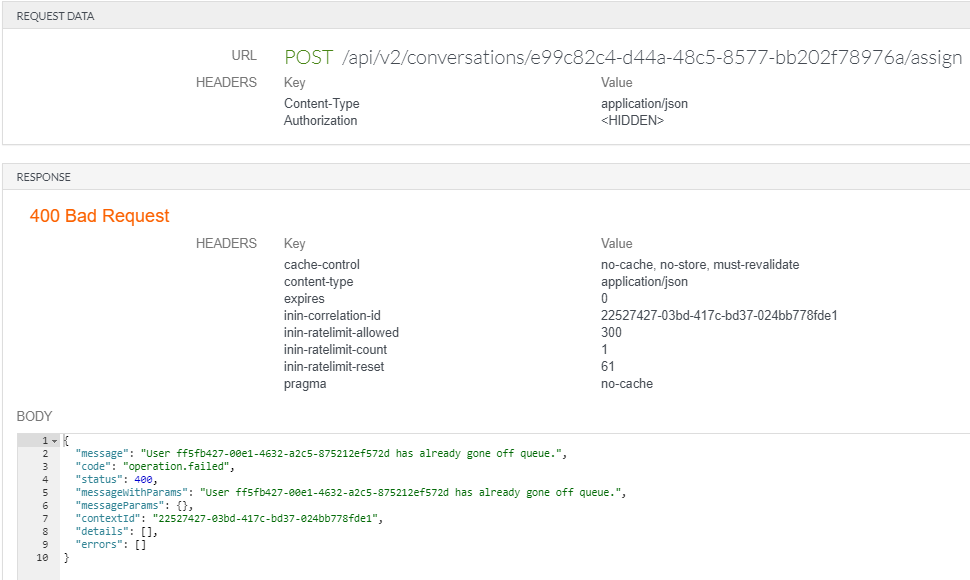 REQUEST DATA
URL POST /api/v2/conversations/e99c82c4-d44a-48c5-8577-bb202f78976a/assign
HEADERS Key Value
Content-Type application/json
Authorization <HIDDEN>
RESPONSE
400 Bad Request
HEADERS Key Value
cache-control no-cache, no-store, must-revalidate
content-type application/json
expires 0
inin-correlation-id 22527427-03bd-417c-bd37-024bb778fde1
inin-ratelimit-allowed 300
inin-ratelimit-count 1
inin-ratelimit-reset 61
pragma no-cache
BODY
1 {
2 "message": "User ff5fb427-00e1-4632-a2c5-875212ef572d has already gone off queue.",
3 "code": "operation.failed",
4 "status": 400,
5 "messageWithParams": "User ff5fb427-00e1-4632-a2c5-875212ef572d has already gone off queue.",
6 "messageParams": {},
7 "contextId": "22527427-03bd-417c-bd37-024bb778fde1",
8 "details": [],
9 "errors": []
10 }